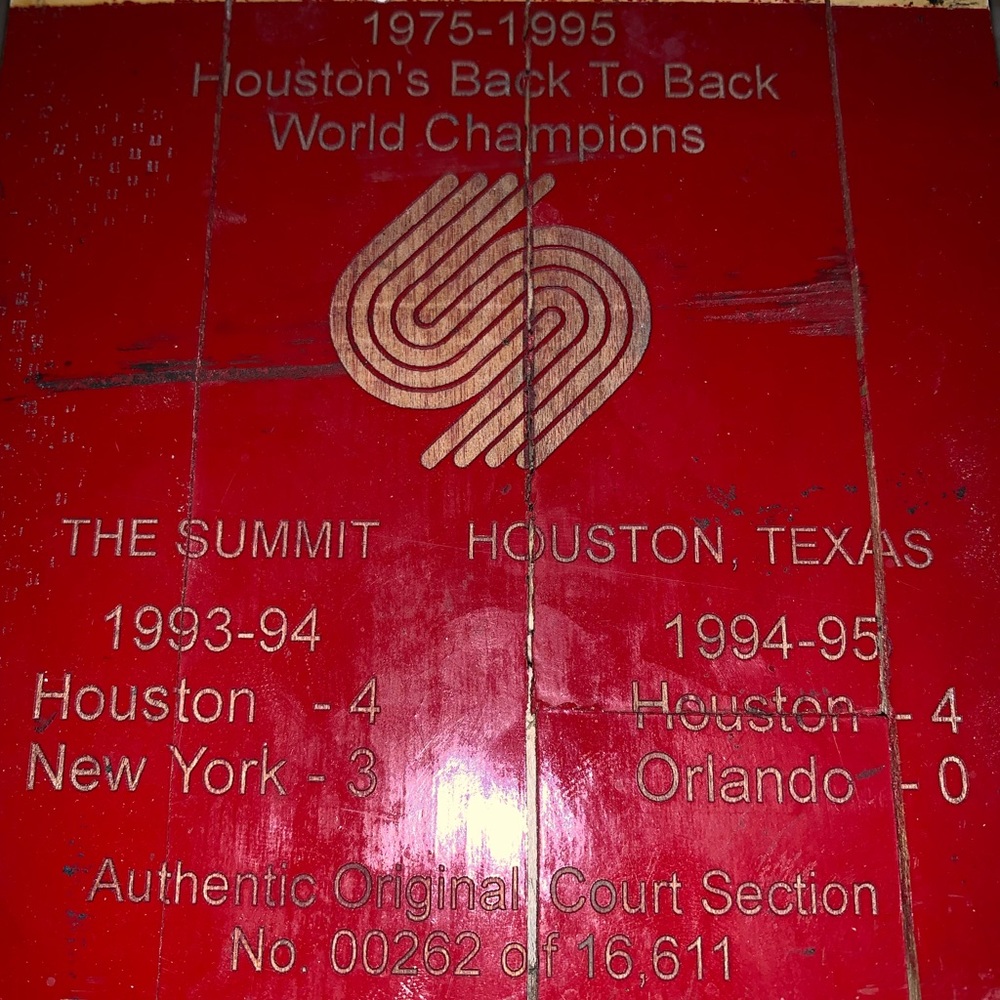 1975-1995
Houston's Back To Back
World Champions
THE SUMMIT HOUSTON, TEXAS
1993-94 1994-95
Houston - 4 Houston - 4
New York - 3 Orlando - 0
Authentic Original Court Section
No. 00262 of 16,611